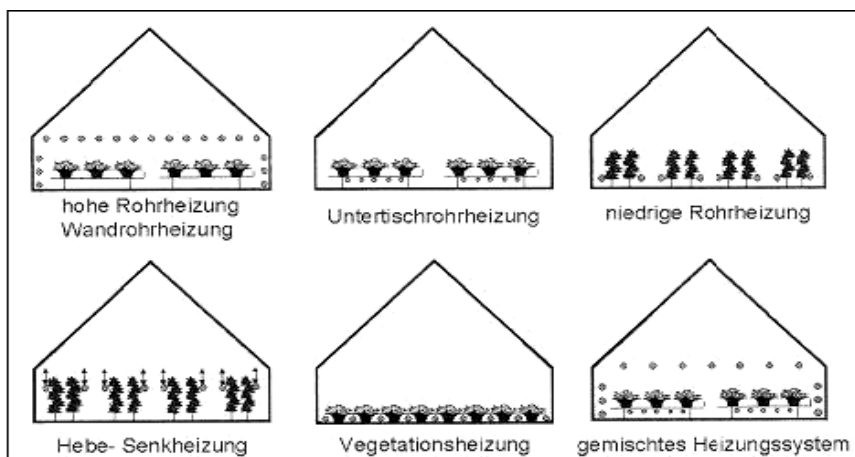 hohe Rohrheizung
Wandrohrheizung
Untertischrohrheizung
niedrige Rohrheizung
Hebe- Senkheizung
Vegetationsheizung
gemischtes Heizungssystem